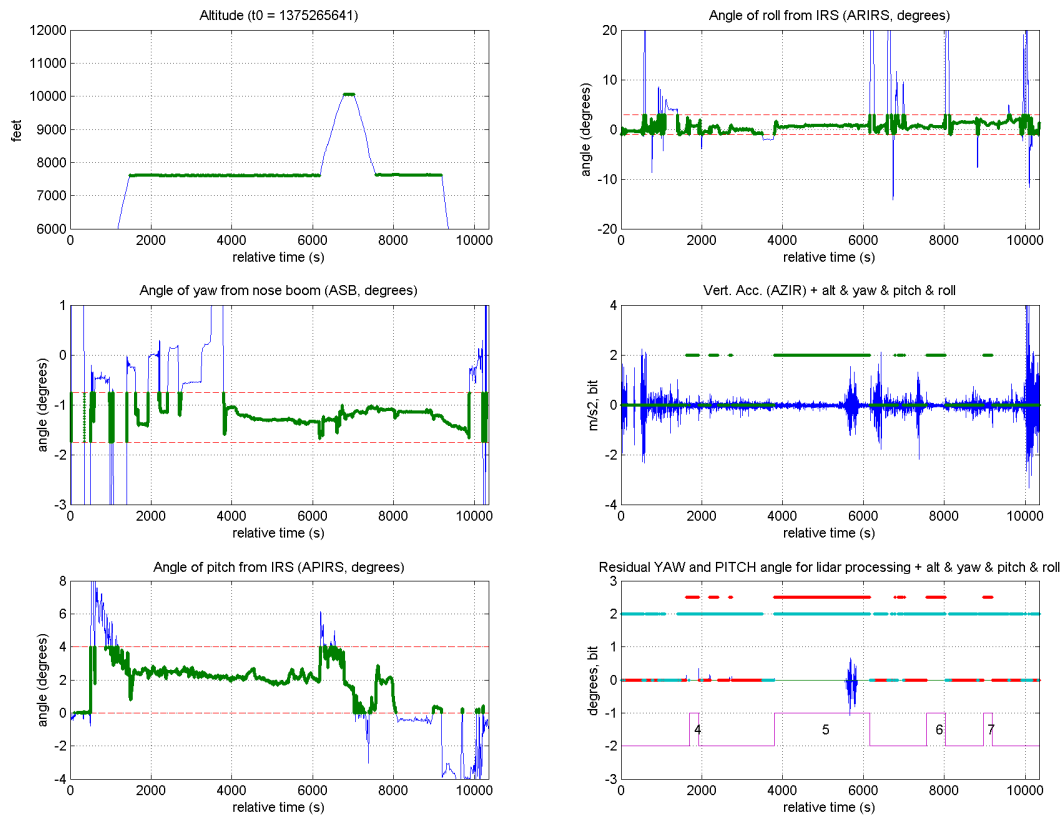 Altitude (t0 = 1375265641)
12000
11000
10000
9000
8000
7000
6000
feet
0 2000 4000 6000 8000 10000
relative time (s)
Angle of roll from IRS (ARIRS, degrees)
20
10
0
-10
-20
angle (degrees)
0 2000 4000 6000 8000 10000
relative time (s)
Angle of yaw from nose boom (ASB, degrees)
1
0
-1
-2
-3
angle (degrees)
0 2000 4000 6000 8000 10000
relative time (s)
Vert. Acc. (AZIR) + alt & yaw & pitch & roll
4
2
0
-2
-4
m/s2, bit
0 2000 4000 6000 8000 10000
relative time (s)
Angle of pitch from IRS (APIRS, degrees)
8
6
4
2
0
-2
-4
angle (degrees)
0 2000 4000 6000 8000 10000
relative time (s)
Residual YAW and PITCH angle for lidar processing + alt & yaw & pitch & roll
3
2
1
0
-1
-2
-3
degrees, bit
4 5 6 7
0 2000 4000 6000 8000 10000
relative time (s)